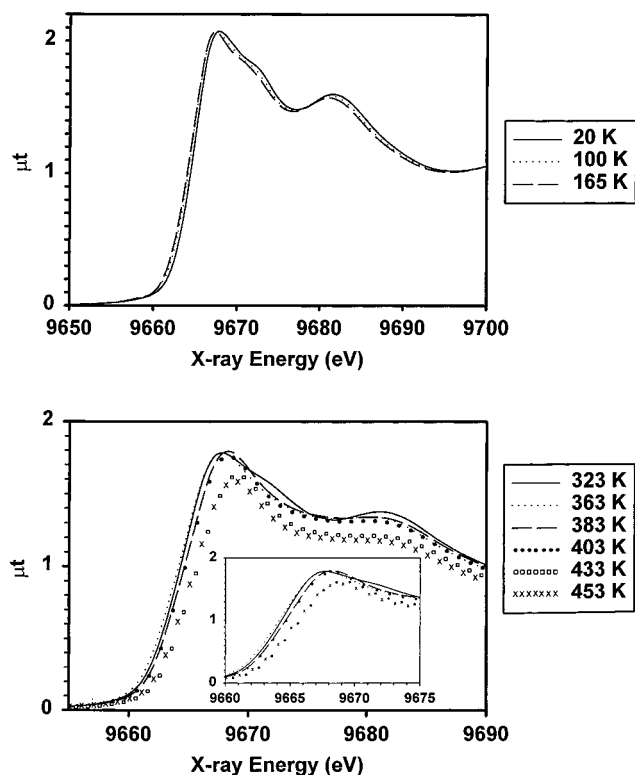 2
μt
1
0
9650 9660 9670 9680 9690 9700
X-ray Energy (eV)
20 K
100 K
165 K
2
μt
1
0
9660 9670 9680 9690
X-ray Energy (eV)
2
1
0
9660 9665 9670 9675
323 K
363 K
383 K
403 K
433 K
453 K